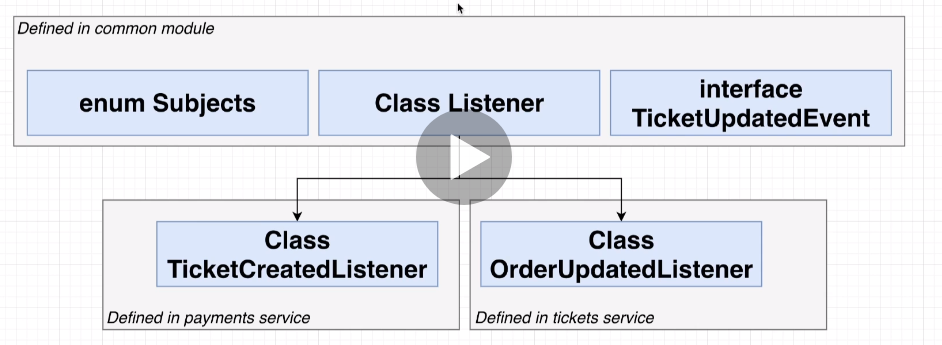 Defined in common module
enum Subjects
Class Listener
interface
TicketUpdatedEvent
Class
TicketCreatedListener
Defined in payments service
Class
OrderUpdatedListener
Defined in tickets service